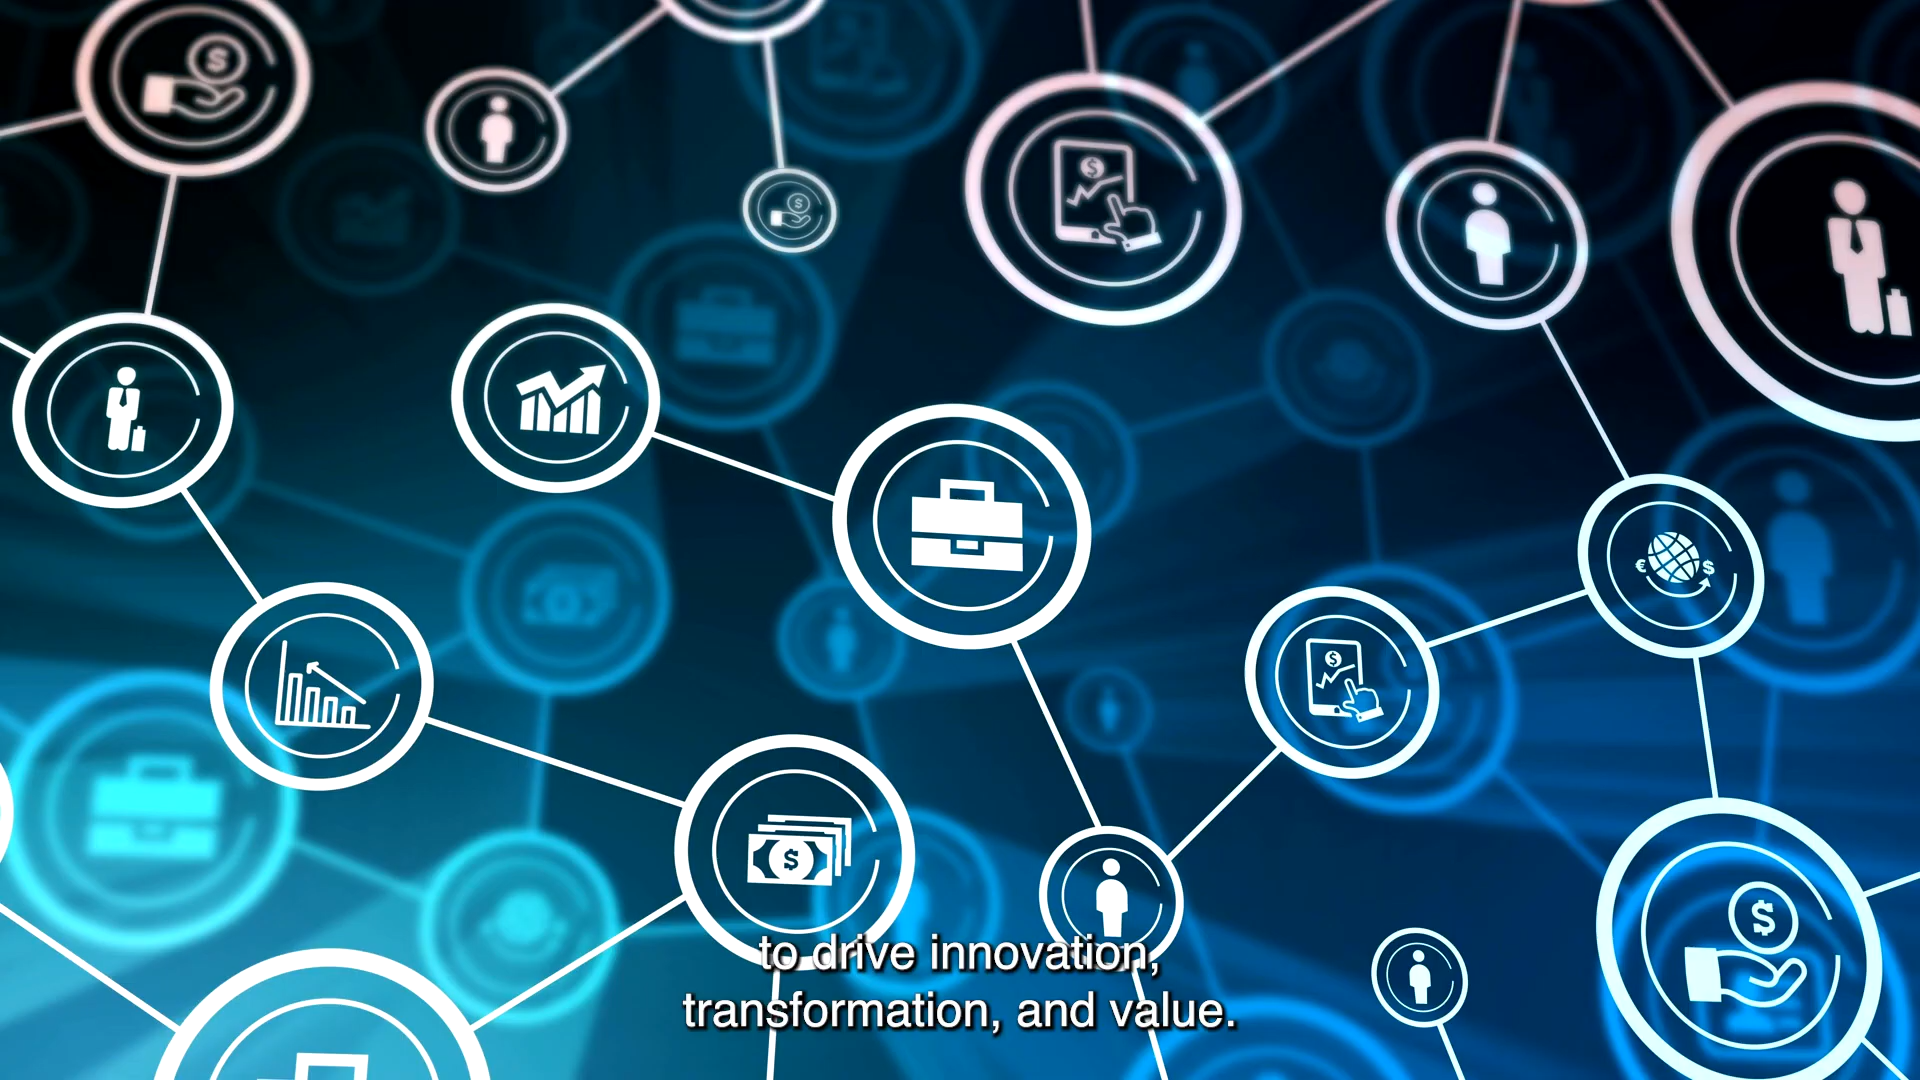 to drive innovation,
transformation, and value.